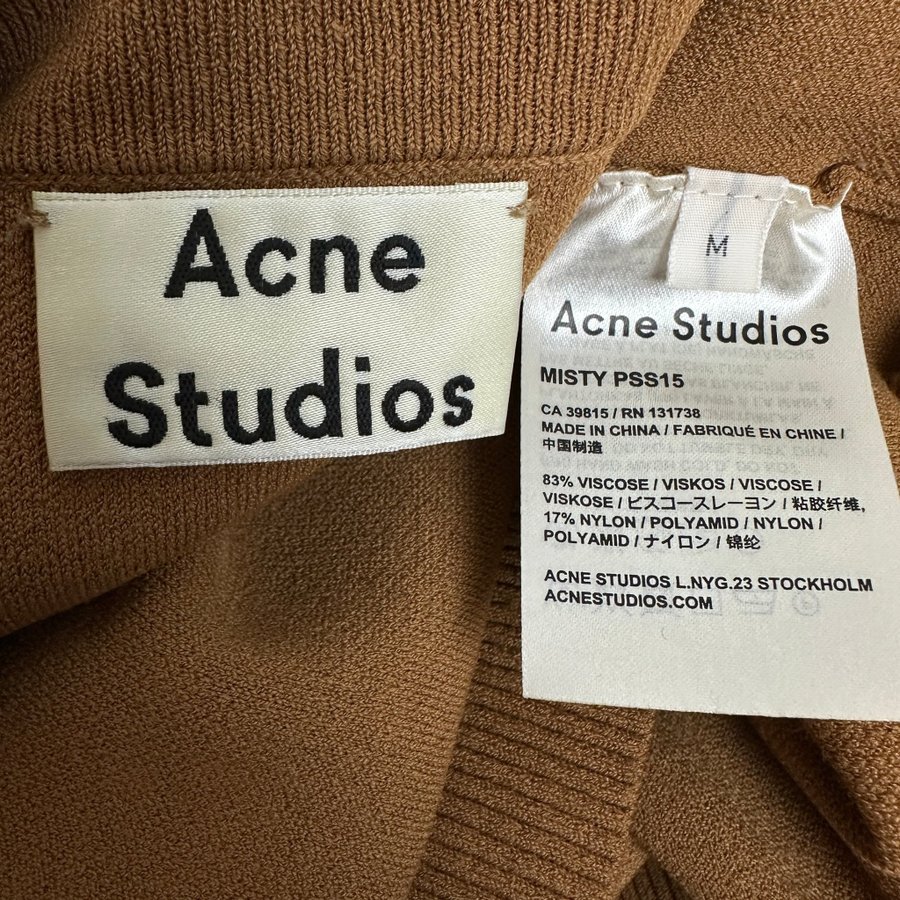 Acne
Studios
M
Acne Studios
MISTY PSS15
CA 39815 / RN 131738
MADE IN CHINA / FABRIQUÉ EN CHINE /
中国制造
83% VISCOSE / VISKOS / VISCOSE /
VISKOSE / ビスコースレーヨン / 粘胶纤维,
17% NYLON / POLYAMID / NYLON /
POLYAMID / ナイロン / 锦纶
ACNE STUDIOS L.NYG.23 STOCKHOLM
ACNESTUDIOS.COM